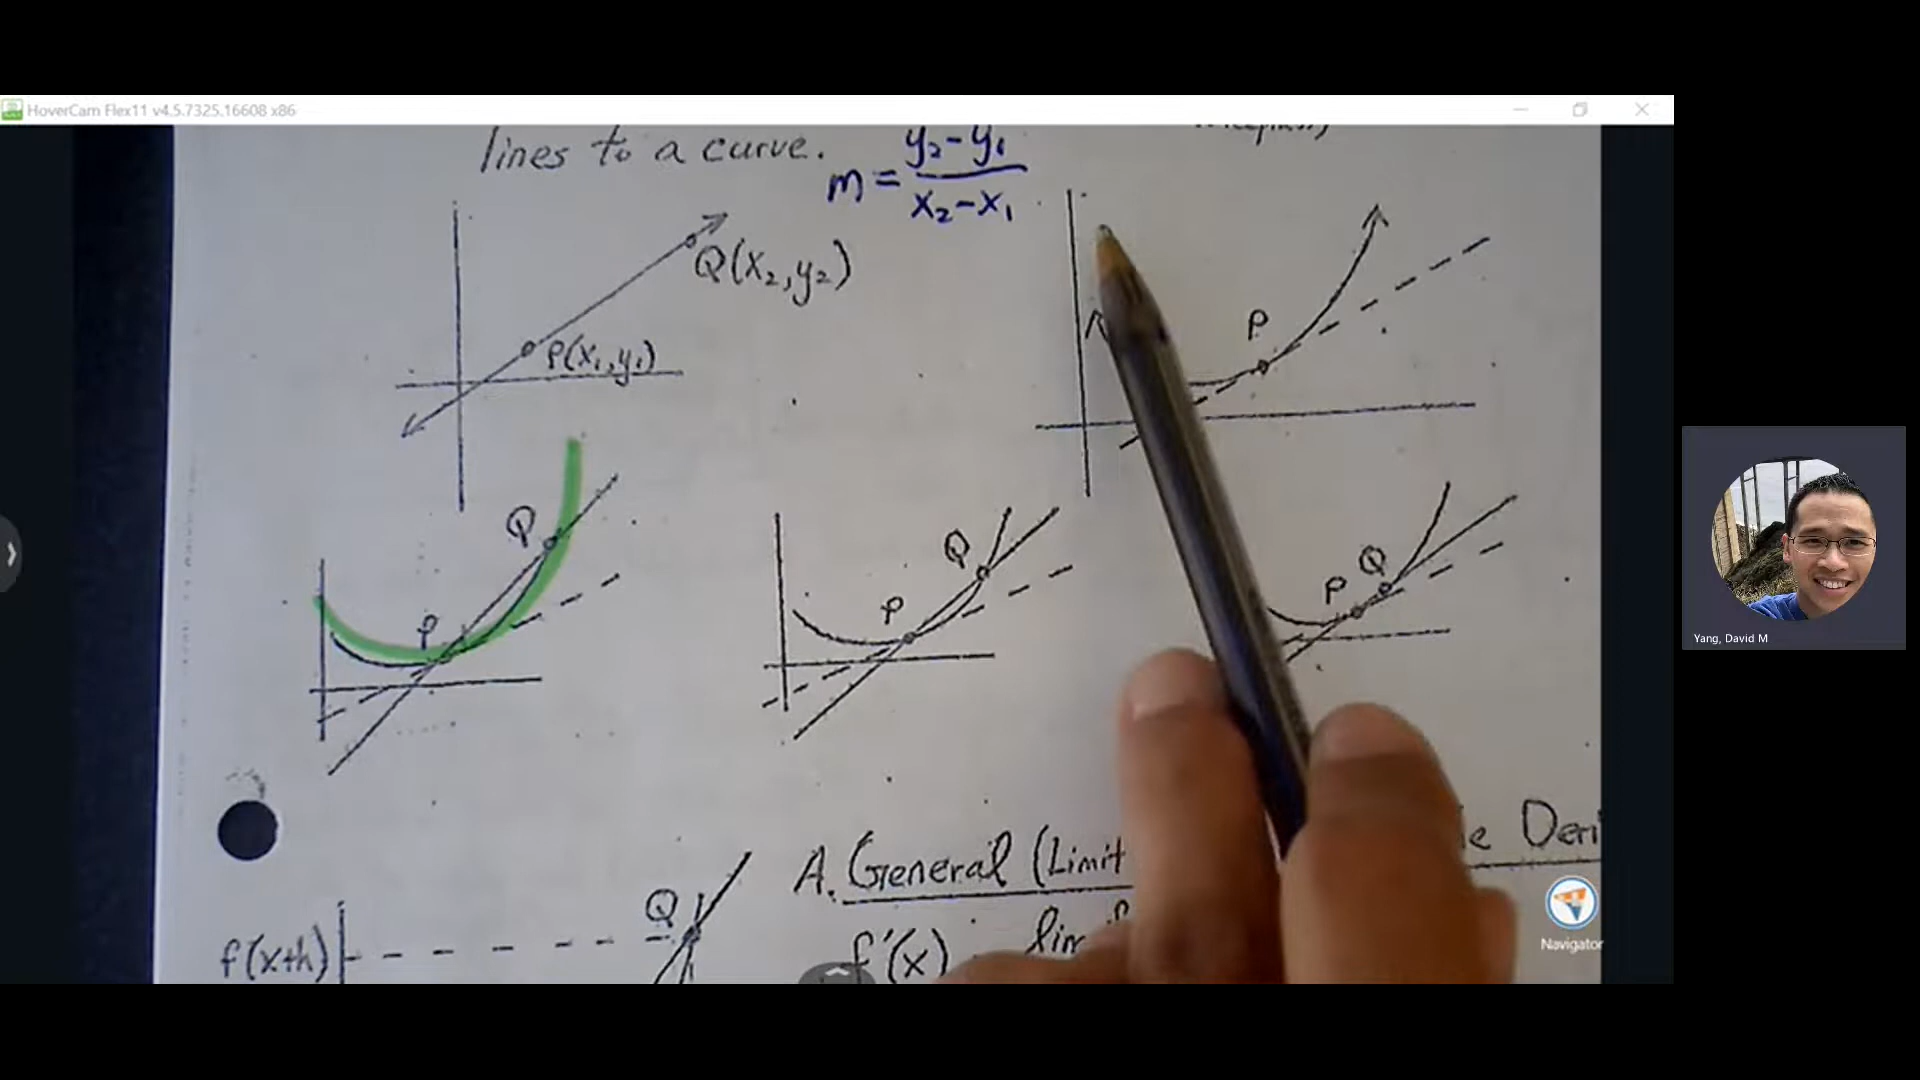 HoverCam Flex11 v4.5.7325.16608 x86
lines to a curve.
m = y₂-y₁
x₂-x₁
Q(x₂,y₂)
P(x₁,y₁)
P
Q
P
Q
P
Q
P
Yang, David M
A. General (Limit
Deri
Q
f(x+h)
f'(x)
Navigator